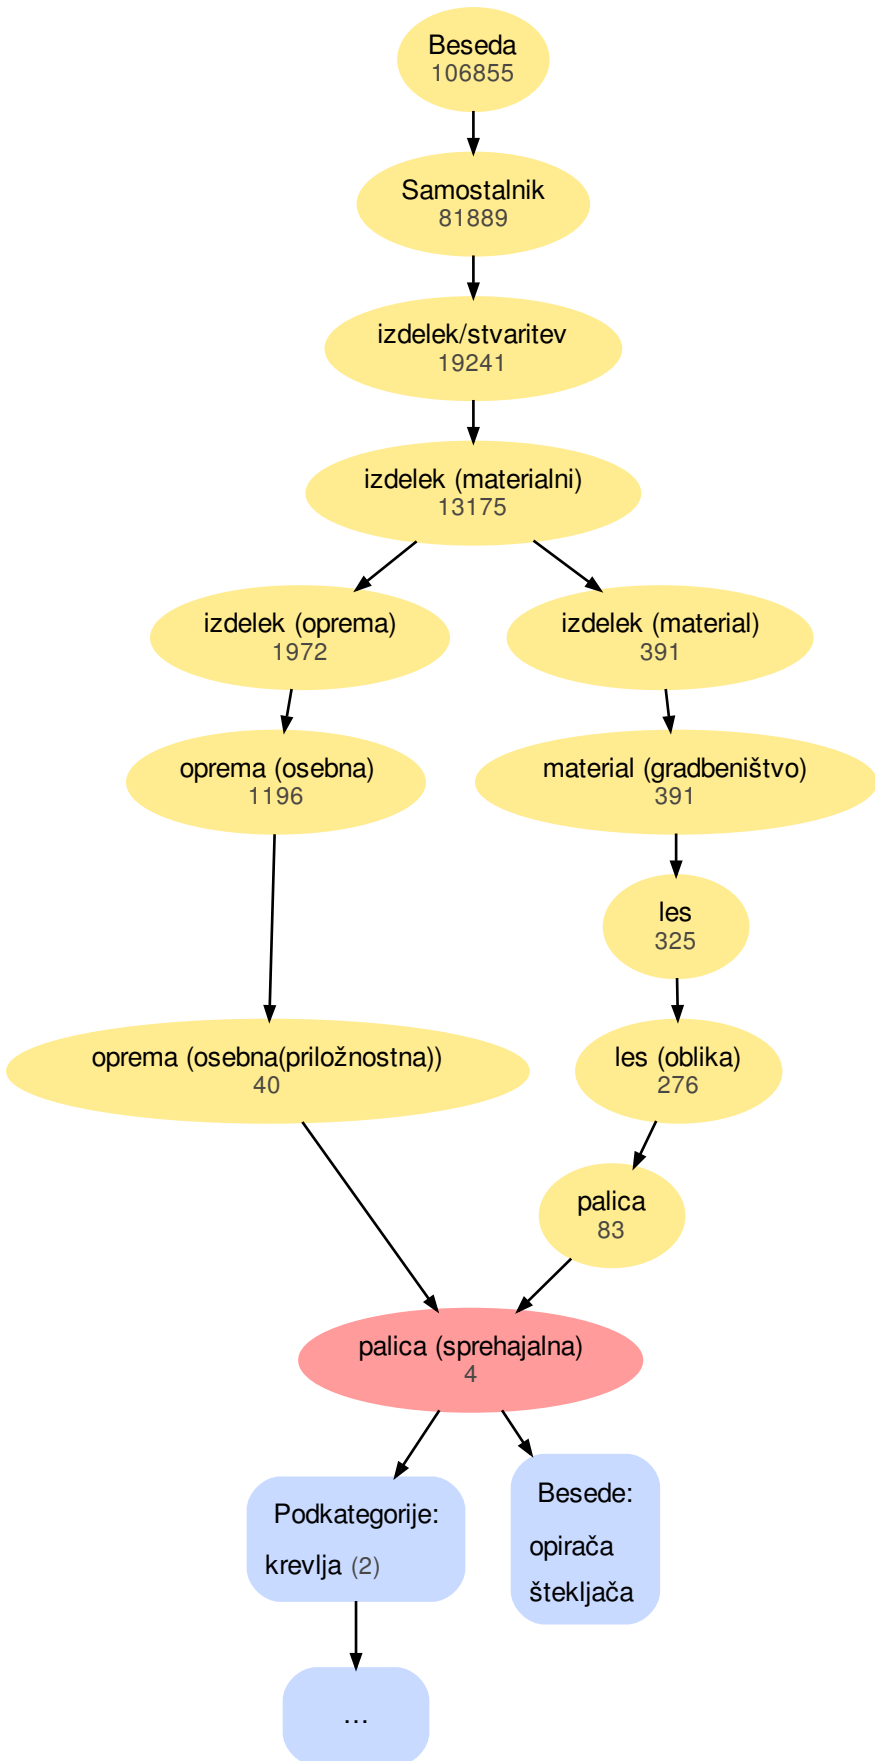 Beseda
106855
Samostalnik
81889
izdelek/stvaritev
19241
izdelek (materialni)
13175
izdelek (oprema)
1972
izdelek (material)
391
oprema (osebna)
1196
material (gradbeništvo)
391
les
325
oprema (osebna(priložnostna))
40
les (oblika)
276
palica
83
palica (sprehajalna)
4
Podkategorije:
krevlja (2)
Besede:
opirača
štekljača
...